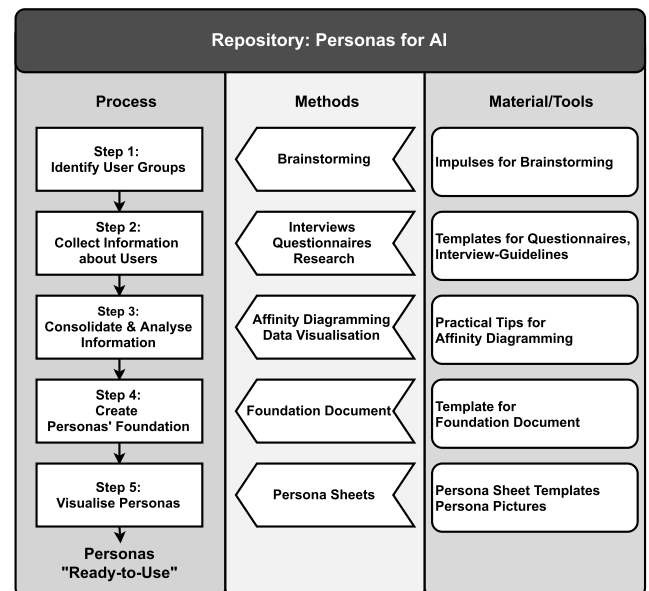 Repository: Personas for AI
Process
Methods
Material/Tools
Step 1:
Identify User Groups
Brainstorming
Impulses for Brainstorming
Step 2:
Collect Information
about Users
Interviews
Questionnaires
Research
Templates for Questionnaires,
Interview-Guidelines
Step 3:
Consolidate & Analyse
Information
Affinity Diagramming
Data Visualisation
Practical Tips for
Affinity Diagramming
Step 4:
Create
Personas' Foundation
Foundation Document
Template for
Foundation Document
Step 5:
Visualise Personas
Persona Sheets
Persona Sheet Templates
Persona Pictures
Personas
"Ready-to-Use"